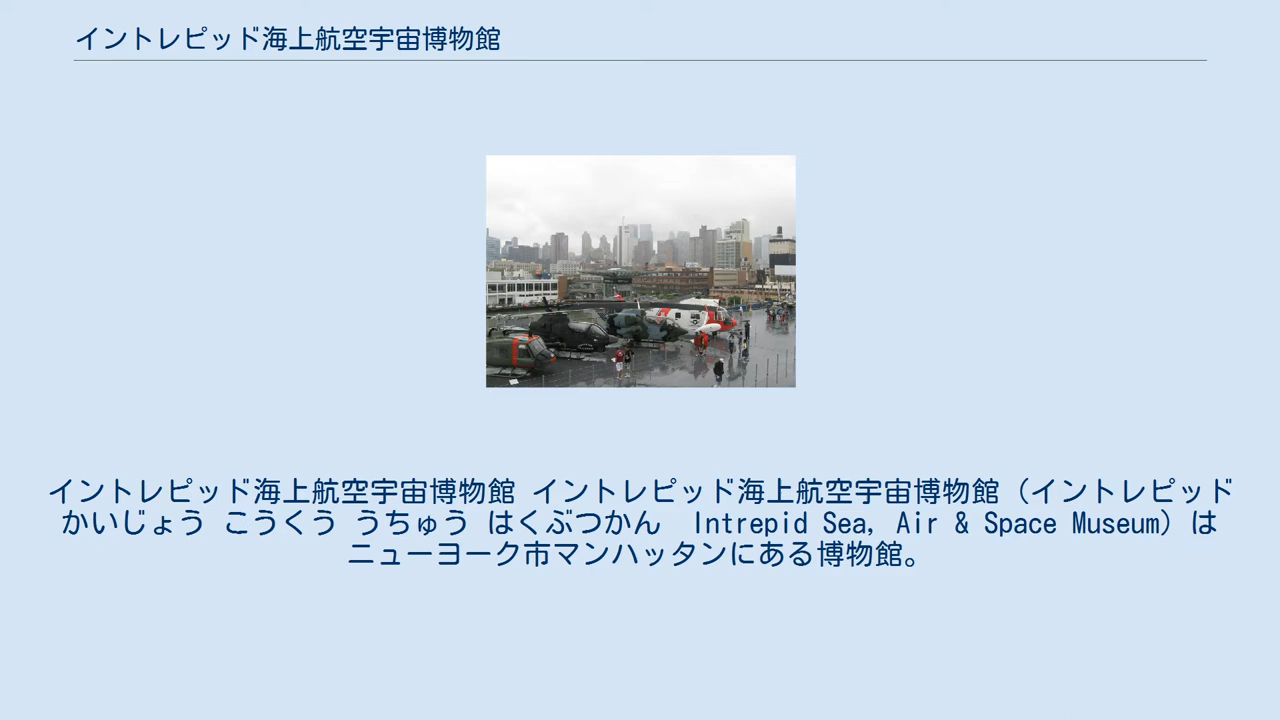 イントレピッド海上航空宇宙博物館
イントレピッド海上航空宇宙博物館 イントレピッド海上航空宇宙博物館（イントレピッド
かいじょう こうくう うちゅう はくぶつかん　Intrepid Sea, Air & Space Museum）は
ニューヨーク市マンハッタンにある博物館。